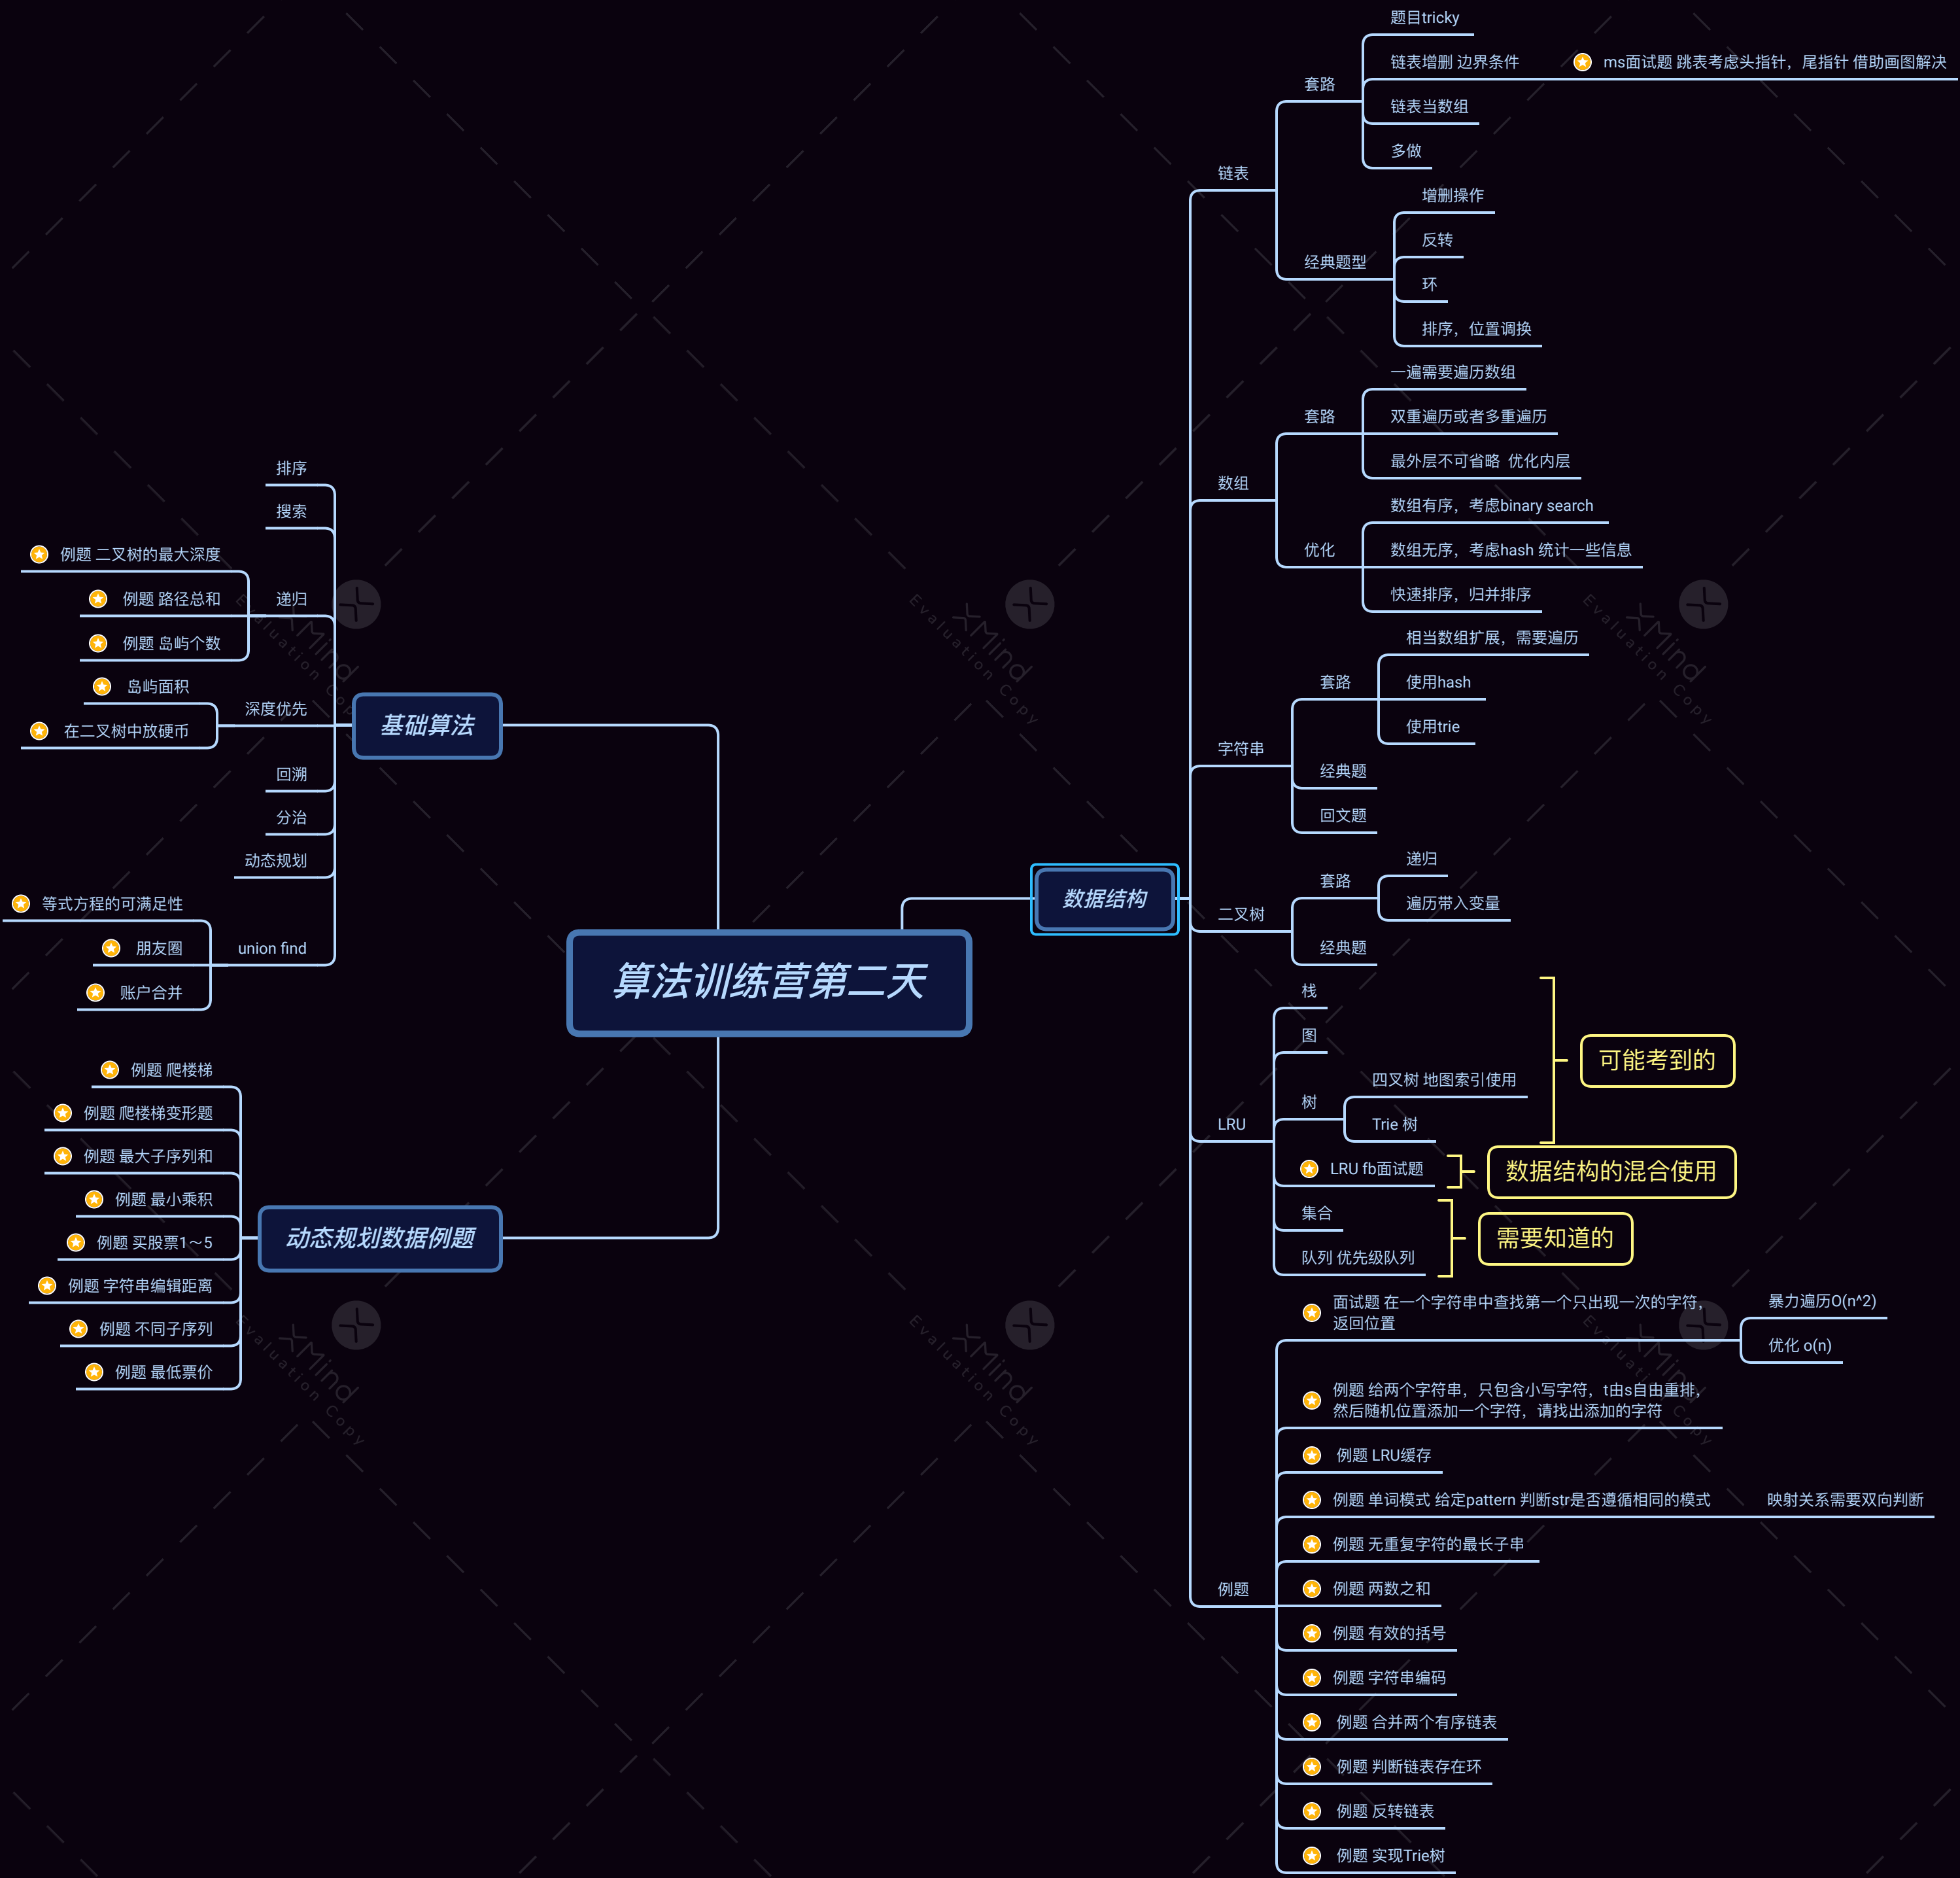 算法训练营第二天
数据结构
链表
套路
题目tricky
链表增删 边界条件
ms面试题 跳表考虑头指针，尾指针 借助画图解决
链表当数组
多做
经典题型
增删操作
反转
环
排序，位置调换
数组
套路
一遍需要遍历数组
双重遍历或者多重遍历
最外层不可省略 优化内层
优化
数组有序，考虑binary search
数组无序，考虑hash 统计一些信息
快速排序，归并排序
字符串
套路
相当数组扩展，需要遍历
使用hash
使用trie
经典题
回文题
二叉树
套路
递归
遍历带入变量
经典题
LRU
栈
图
树
四叉树 地图索引使用
Trie 树
可能考到的
LRU fb面试题
数据结构的混合使用
集合
队列 优先级队列
需要知道的
例题
面试题 在一个字符串中查找第一个只出现一次的字符，
返回位置
暴力遍历O(n^2)
优化 o(n)
例题 给两个字符串，只包含小写字符，t由s自由重排，
然后随机位置添加一个字符，请找出添加的字符
例题 LRU缓存
例题 单词模式 给定pattern 判断str是否遵循相同的模式
映射关系需要双向判断
例题 无重复字符的最长子串
例题 两数之和
例题 有效的括号
例题 字符串编码
例题 合并两个有序链表
例题 判断链表存在环
例题 反转链表
例题 实现Trie树
基础算法
排序
搜索
递归
例题 二叉树的最大深度
例题 路径总和
例题 岛屿个数
深度优先
岛屿面积
在二叉树中放硬币
回溯
分治
动态规划
union find
等式方程的可满足性
朋友圈
账户合并
动态规划数据例题
例题 爬楼梯
例题 爬楼梯变形题
例题 最大子序列和
例题 最小乘积
例题 买股票1～5
例题 字符串编辑距离
例题 不同子序列
例题 最低票价
XMind
Evaluation Copy
XMind
Evaluation Copy
XMind
Evaluation Copy
XMind
Evaluation Copy
XMind
Evaluation Copy
XMind
Evaluation Copy